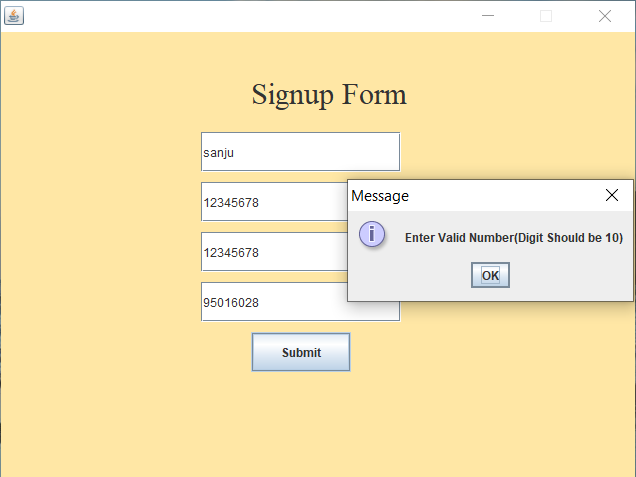 Signup Form
sanju
12345678
12345678
95016028
Submit
Message
Enter Valid Number(Digit Should be 10)
OK